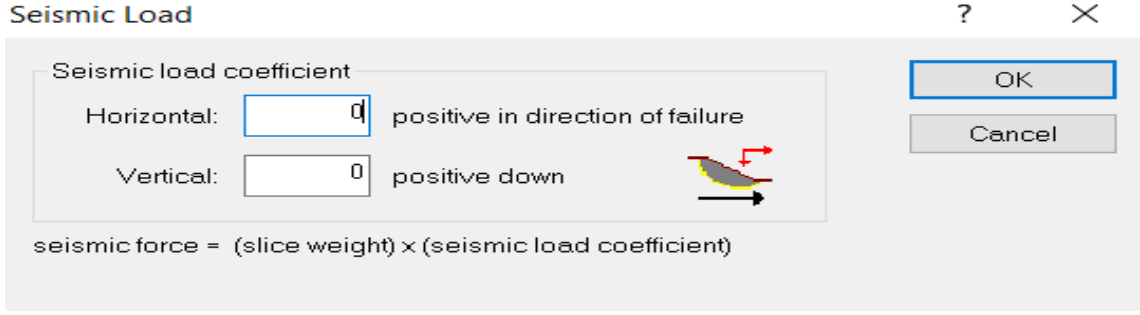 Seismic Load ? ×
Seismic load coefficient
OK
Horizontal: 0 positive in direction of failure
Cancel
Vertical: 0 positive down
seismic force = (slice weight) x (seismic load coefficient)